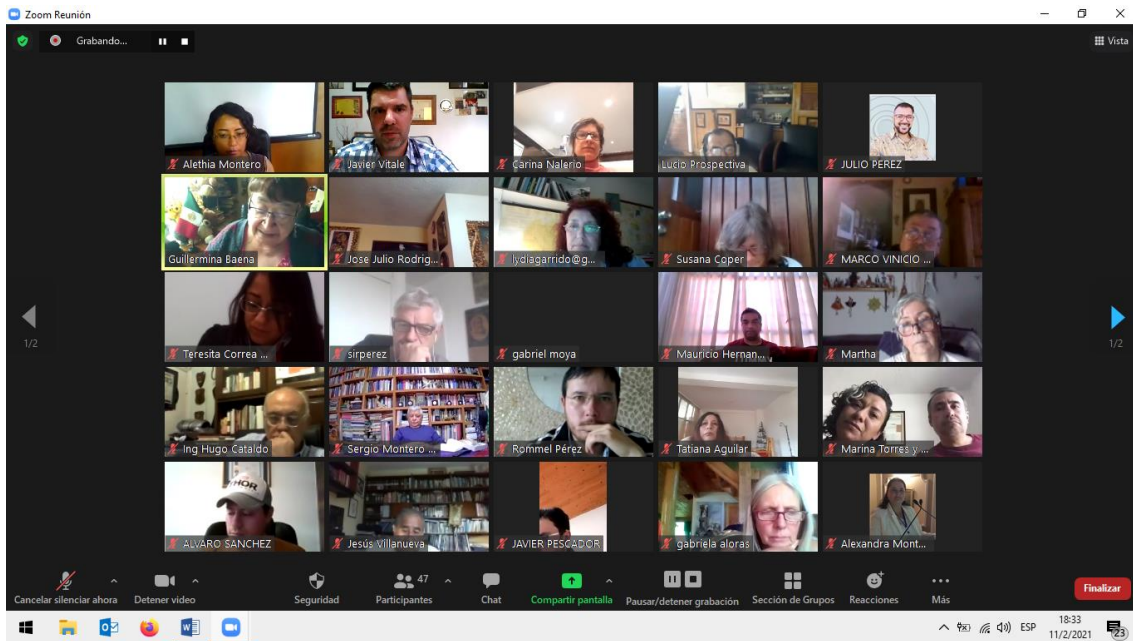 Zoom Reunión
Grabando...
Vista
Alethia Montero
Javier Vitale
Carina Nalerio
Lucio Prospectiva
JULIO PEREZ
Guillermina Baena
Jose Julio Rodrig...
lydiagarrido@g...
Susana Coper
MARCO VINICIO ...
Teresita Correa ...
sirperez
gabriel moya
Mauricio Hernan...
Martha
1/2
1/2
Ing Hugo Cataldo
Sergio Montero ...
Rommel Pérez
Tatiana Aguilar
Marina Torres y ...
ALVARO SANCHEZ
Jesús Villanueva
JAVIER PESCADOR
gabriela aloras
Alexandra Mont...
Cancelar silenciar ahora
Detener video
Seguridad
47
Participantes
Chat
Compartir pantalla
Pausar/detener grabación
Sección de Grupos
Reacciones
Más
Finalizar
ESP
18:33
11/2/2021
23